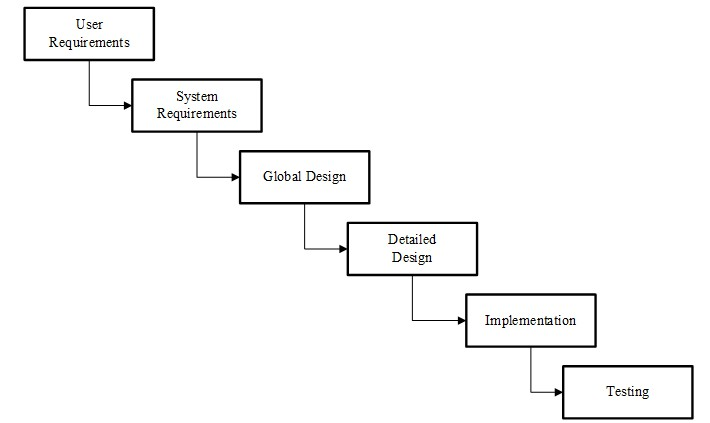 User
Requirements
System
Requirements
Global Design
Detailed
Design
Implementation
Testing